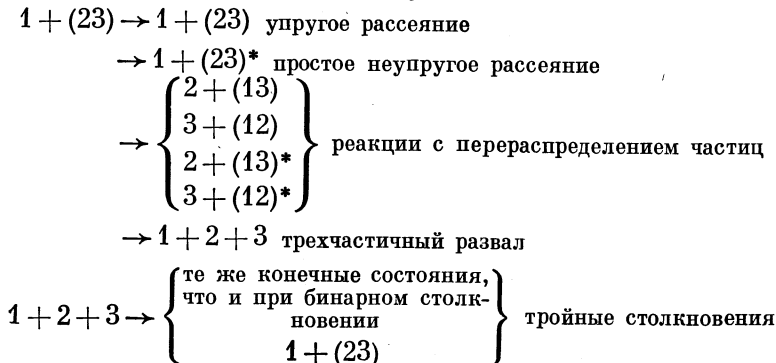 1 + (23) → 1 + (23) упругое рассеяние
→ 1 + (23)* простое неупругое рассеяние
→ { 2 + (13)
3 + (12)
2 + (13)*
3 + (12)* } реакции с перераспределением частиц
→ 1 + 2 + 3 трехчастичный развал
1 + 2 + 3 → { те же конечные состояния,
что и при бинарном столк-
новении
1 + (23) } тройные столкновения